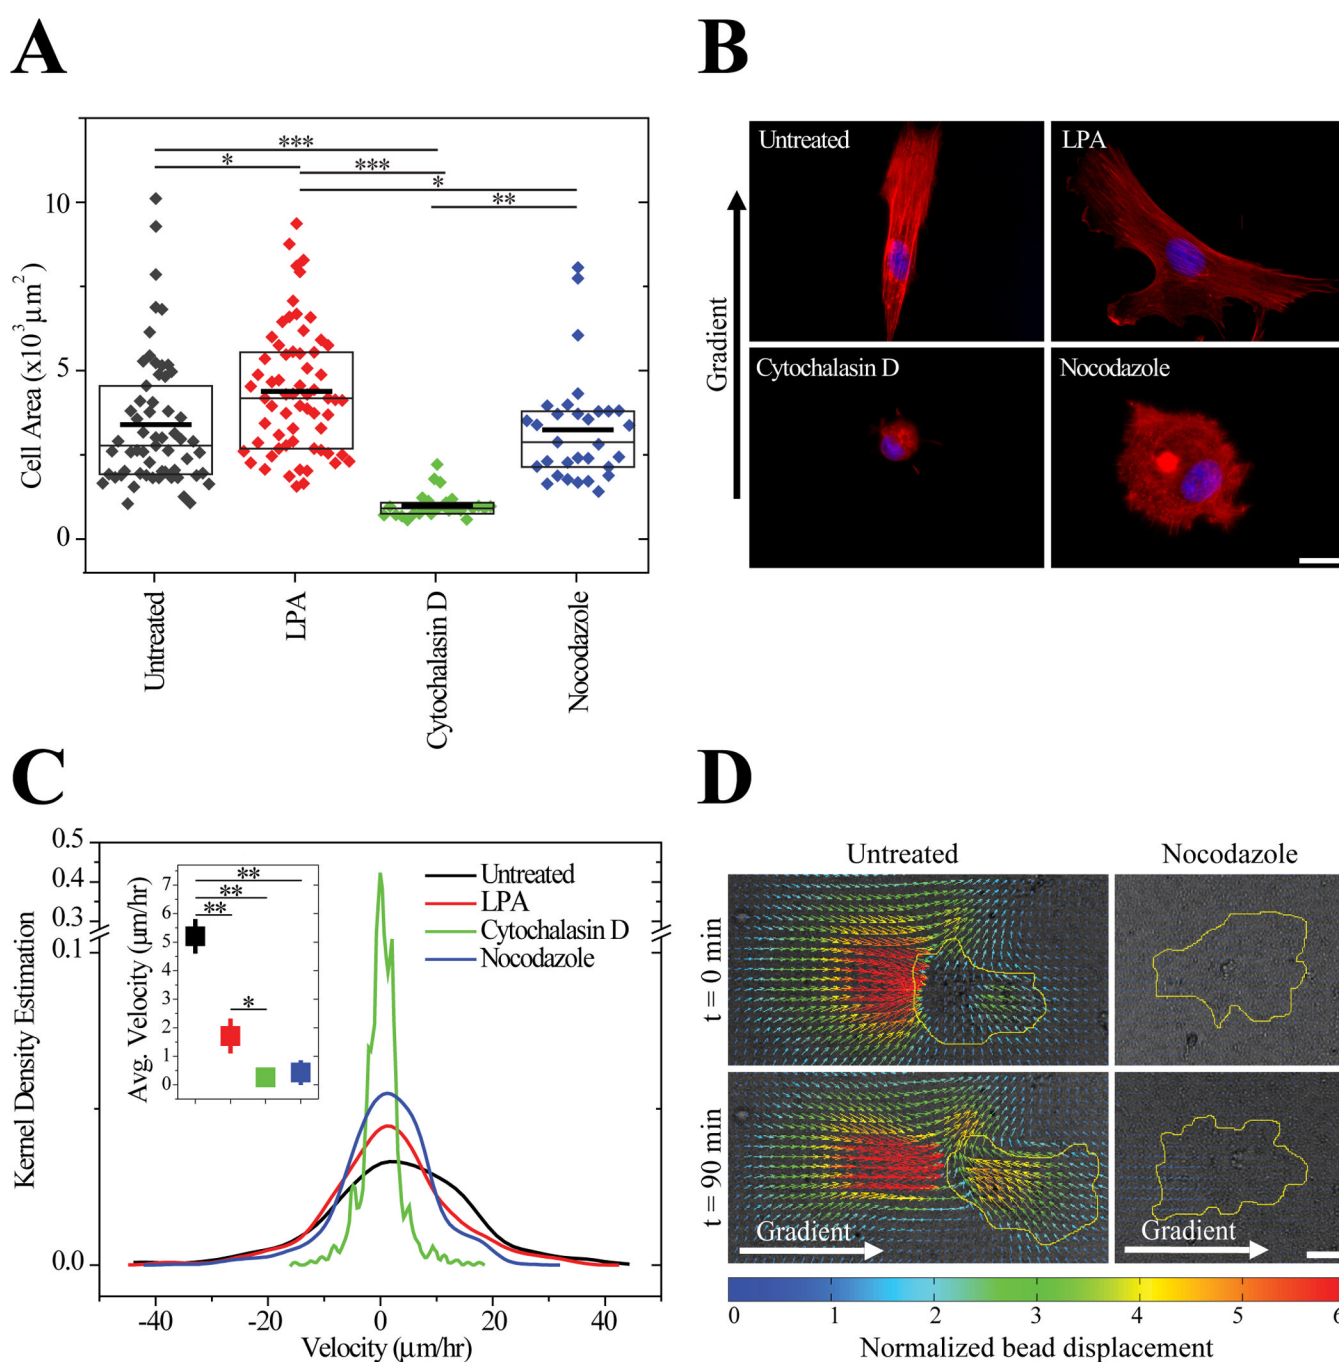 A
B
***
*
***
*
**
10
5
0
Cell Area (x10³ μm²)
Untreated
LPA
Cytochalasin D
Nocodazole
Gradient
Untreated
LPA
Cytochalasin D
Nocodazole
C
D
0.5
0.4
0.3
0.1
0.0
Kernel Density Estimation
7
6
5
4
3
2
1
0
Avg. Velocity (μm/hr)
**
**
**
*
Untreated
LPA
Cytochalasin D
Nocodazole
-40
-20
0
20
40
Velocity (μm/hr)
Untreated
Nocodazole
t = 0 min
t = 90 min
Gradient
Gradient
0 1 2 3 4 5 6
Normalized bead displacement